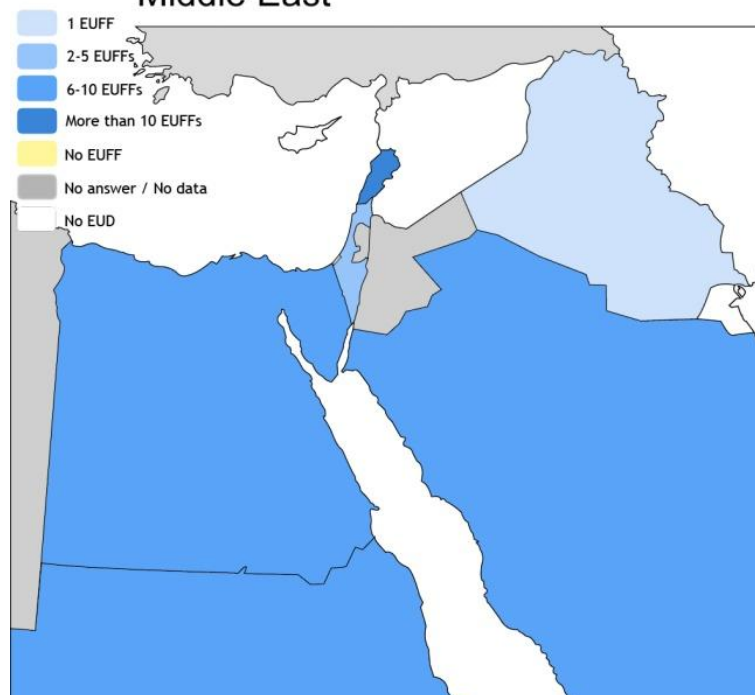 Middle East
1 EUFF
2-5 EUFFs
6-10 EUFFs
More than 10 EUFFs
No EUFF
No answer / No data
No EUD